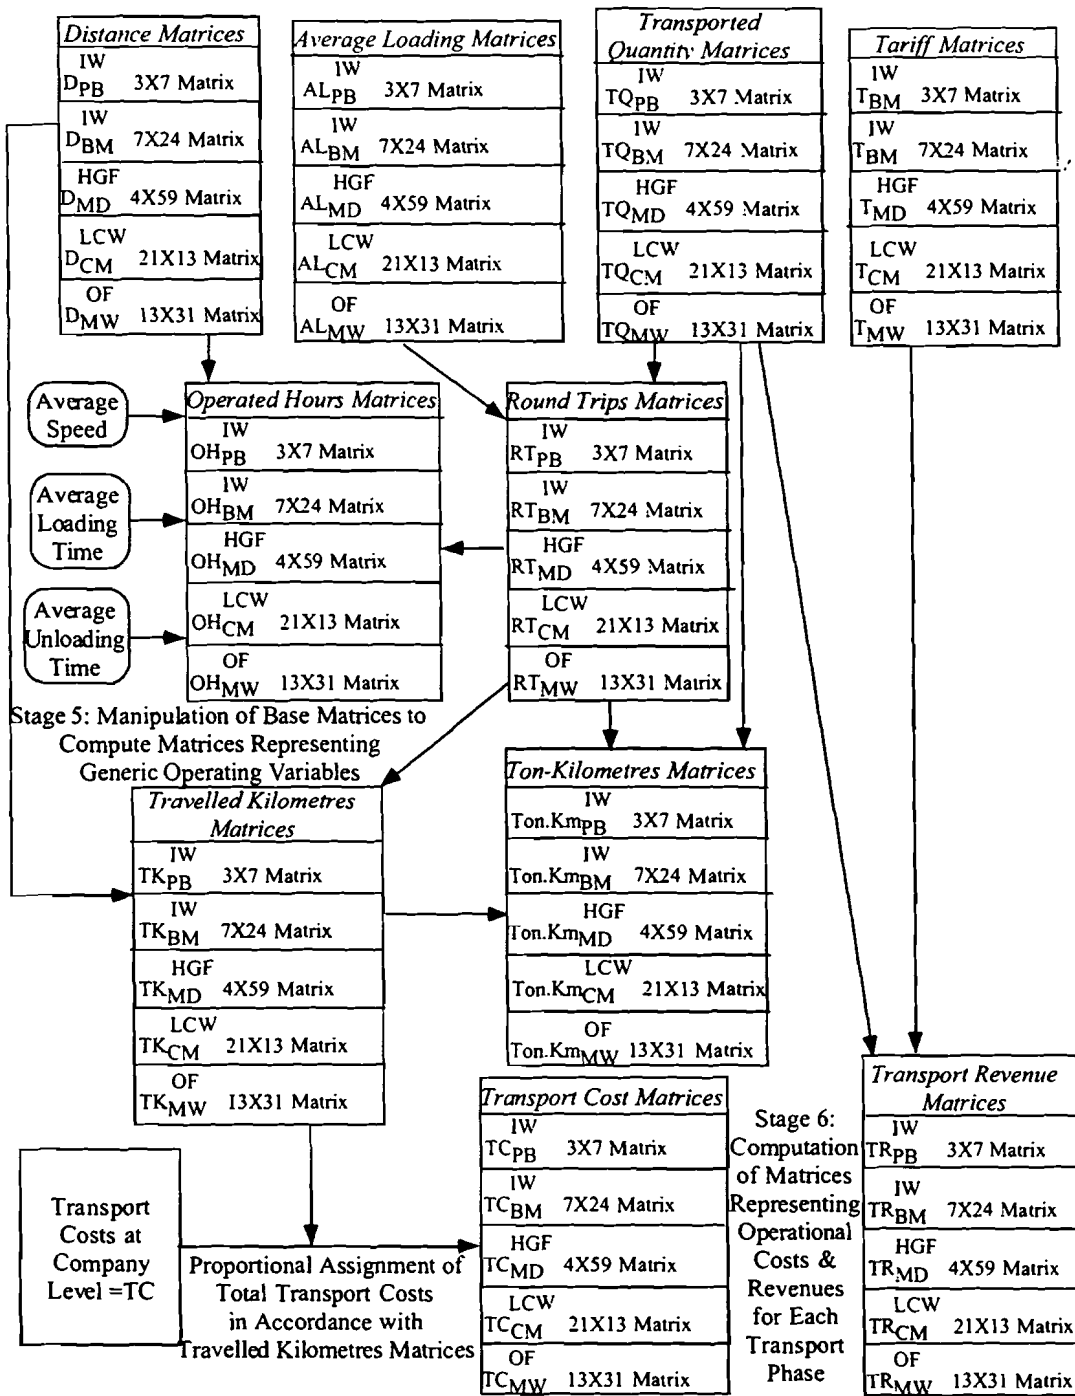 Distance Matrices
IW
DPB 3X7 Matrix
IW
DBM 7X24 Matrix
HGF
DMD 4X59 Matrix
LCW
DCM 21X13 Matrix
OF
DMW 13X31 Matrix
Average Loading Matrices
IW
ALPB 3X7 Matrix
IW
ALBM 7X24 Matrix
HGF
ALMD 4X59 Matrix
LCW
ALCM 21X13 Matrix
OF
ALMW 13X31 Matrix
Transported
Quantity Matrices
IW
TQPB 3X7 Matrix
IW
TQBM 7X24 Matrix
HGF
TQMD 4X59 Matrix
LCW
TQCM 21X13 Matrix
OF
TQMW 13X31 Matrix
Tariff Matrices
IW
TBM 3X7 Matrix
IW
TBM 7X24 Matrix
HGF
TMD 4X59 Matrix
LCW
TCM 21X13 Matrix
OF
TMW 13X31 Matrix
Average
Speed
Average
Loading
Time
Average
Unloading
Time
Operated Hours Matrices
IW
OHPB 3X7 Matrix
IW
OHBM 7X24 Matrix
HGF
OHMD 4X59 Matrix
LCW
OHCM 21X13 Matrix
OF
OHMW 13X31 Matrix
Round Trips Matrices
IW
RTPB 3X7 Matrix
IW
RTBM 7X24 Matrix
HGF
RTMD 4X59 Matrix
LCW
RTCM 21X13 Matrix
OF
RTMW 13X31 Matrix
Stage 5: Manipulation of Base Matrices to
Compute Matrices Representing
Generic Operating Variables
Travelled Kilometres
Matrices
IW
TKPB 3X7 Matrix
IW
TKBM 7X24 Matrix
HGF
TKMD 4X59 Matrix
LCW
TKCM 21X13 Matrix
OF
TKMW 13X31 Matrix
Ton-Kilometres Matrices
IW
Ton.KmPB 3X7 Matrix
IW
Ton.KmBM 7X24 Matrix
HGF
Ton.KmMD 4X59 Matrix
LCW
Ton.KmCM 21X13 Matrix
OF
Ton.KmMW 13X31 Matrix
Transport
Costs at
Company
Level =TC
Proportional Assignment of
Total Transport Costs
in Accordance with
Travelled Kilometres Matrices
Transport Cost Matrices
IW
TCPB 3X7 Matrix
IW
TCBM 7X24 Matrix
HGF
TCMD 4X59 Matrix
LCW
TCCM 21X13 Matrix
OF
TCMW 13X31 Matrix
Stage 6:
Computation
of Matrices
Representing
Operational
Costs &
Revenues
for Each
Transport
Phase
Transport Revenue
Matrices
IW
TRPB 3X7 Matrix
IW
TRBM 7X24 Matrix
HGF
TRMD 4X59 Matrix
LCW
TRCM 21X13 Matrix
OF
TRMW 13X31 Matrix